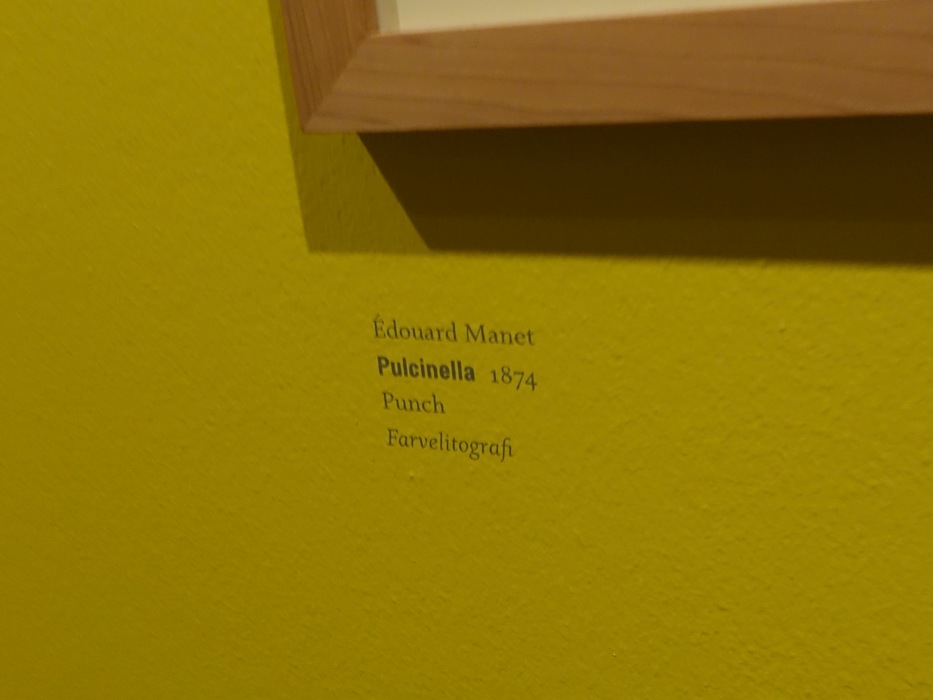 Édouard Manet
Pulcinella 1874
Punch
Farvelitografi